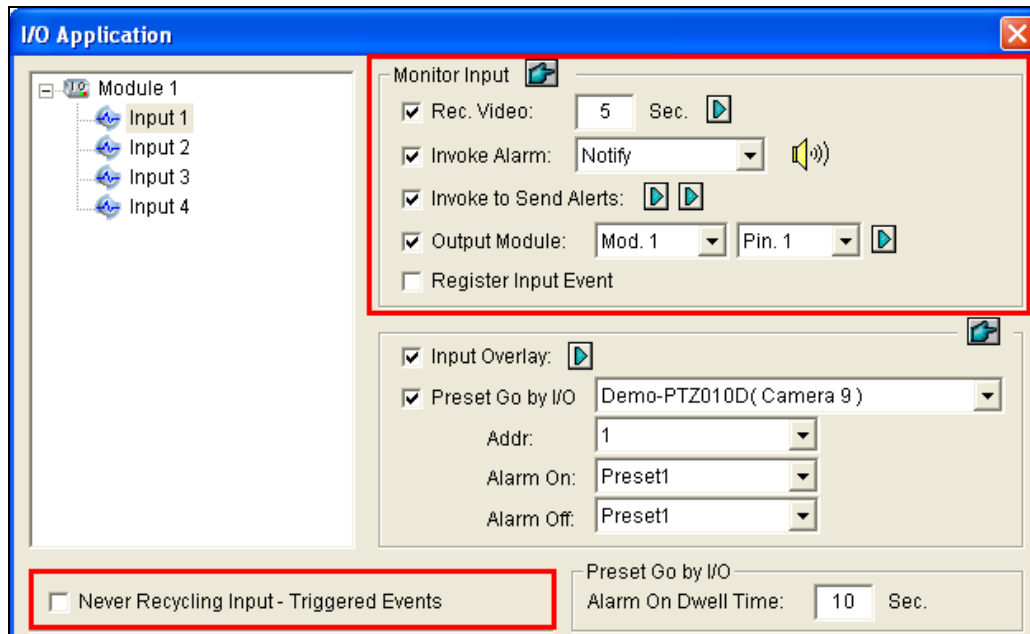 I/O Application
Module 1
Input 1
Input 2
Input 3
Input 4
Monitor Input
Rec. Video: 5 Sec.
Invoke Alarm: Notify
Invoke to Send Alerts:
Output Module: Mod. 1 Pin. 1
Register Input Event
Input Overlay:
Preset Go by I/O Demo-PTZ010D( Camera 9 )
Addr: 1
Alarm On: Preset1
Alarm Off: Preset1
Never Recycling Input - Triggered Events
Preset Go by I/O
Alarm On Dwell Time: 10 Sec.